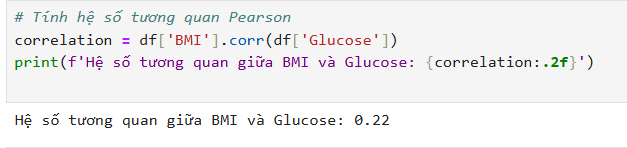 # Tính hệ số tương quan Pearson
correlation = df['BMI'].corr(df['Glucose'])
print(f'Hệ số tương quan giữa BMI và Glucose: {correlation:.2f}')
Hệ số tương quan giữa BMI và Glucose: 0.22